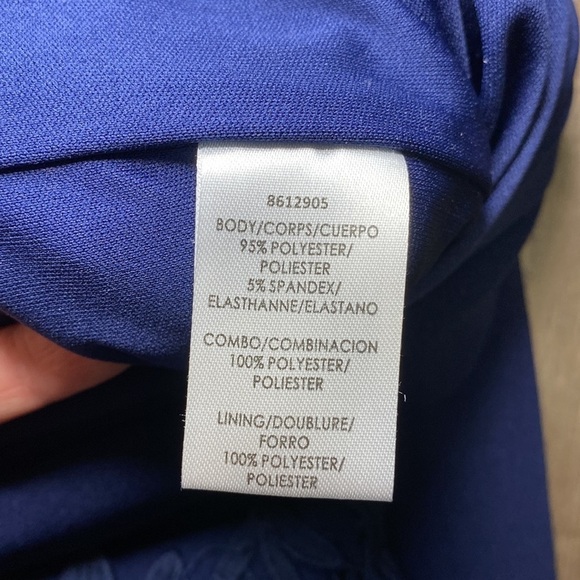 8612905
BODY/CORPS/CUERPO
95% POLYESTER/
POLIESTER
5% SPANDEX/
ELASTHANNE/ELASTANO
COMBO/COMBINACION
100% POLYESTER/
POLIESTER
LINING/DOUBLURE/
FORRO
100% POLYESTER/
POLIESTER